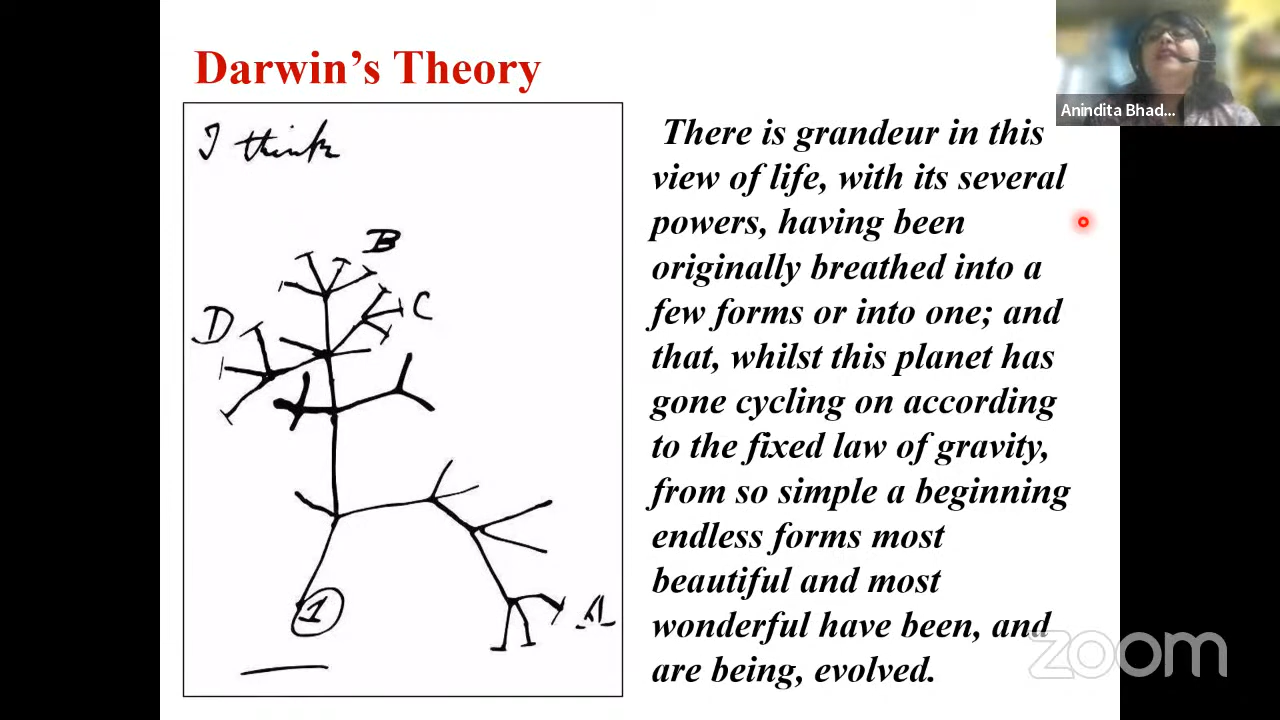 Darwin's Theory
I think
B
C
D
A
1
There is grandeur in this
view of life, with its several
powers, having been
originally breathed into a
few forms or into one; and
that, whilst this planet has
gone cycling on according
to the fixed law of gravity,
from so simple a beginning
endless forms most
beautiful and most
wonderful have been, and
are being, evolved.
Anindita Bhad...
zoom